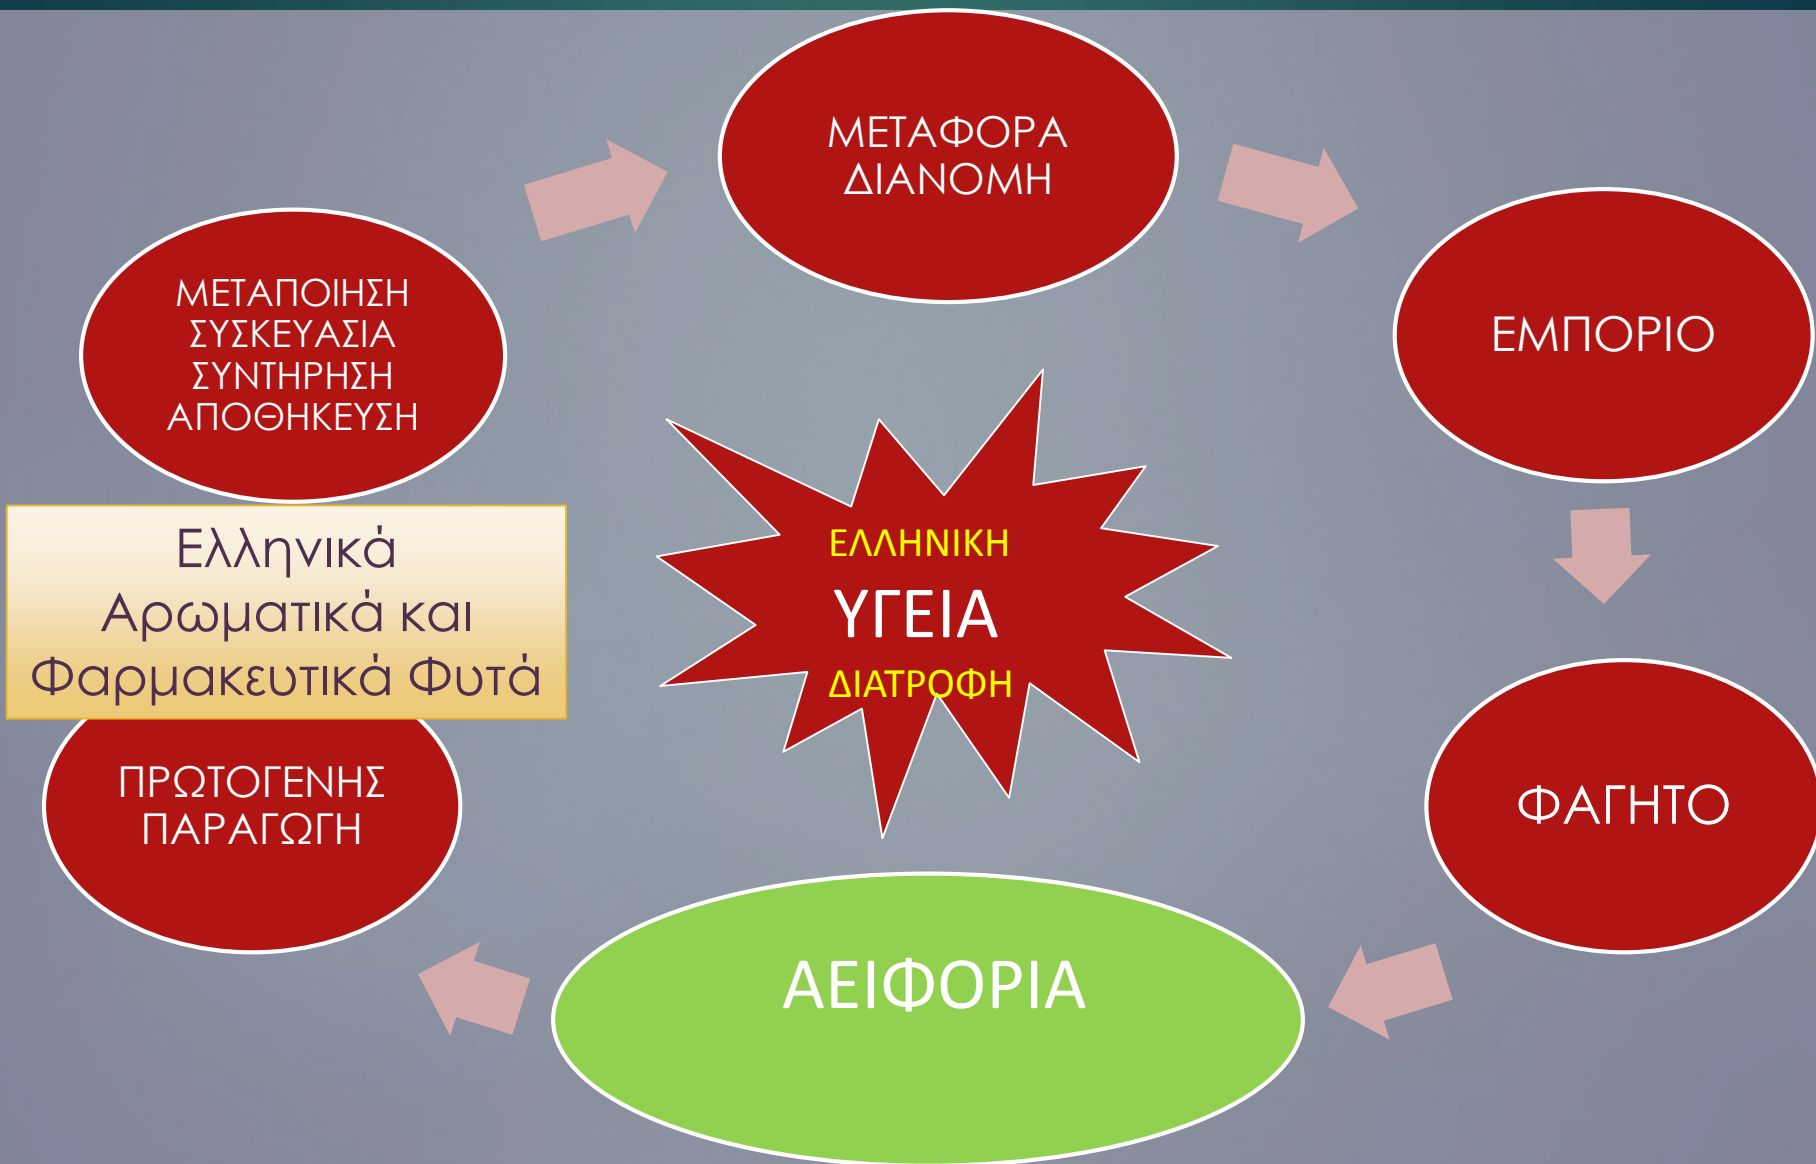 ΜΕΤΑΦΟΡΑ
ΔΙΑΝΟΜΗ
ΜΕΤΑΠΟΙΗΣΗ
ΣΥΣΚΕΥΑΣΙΑ
ΣΥΝΤΗΡΗΣΗ
ΑΠΟΘΗΚΕΥΣΗ
ΕΜΠΟΡΙΟ
Ελληνικά
Αρωματικά και
Φαρμακευτικά Φυτά
ΕΛΛΗΝΙΚΗ
ΥΓΕΙΑ
ΔΙΑΤΡΟΦΗ
ΠΡΩΤΟΓΕΝΗΣ
ΠΑΡΑΓΩΓΗ
ΦΑΓΗΤΟ
ΑΕΙΦΟΡΙΑ